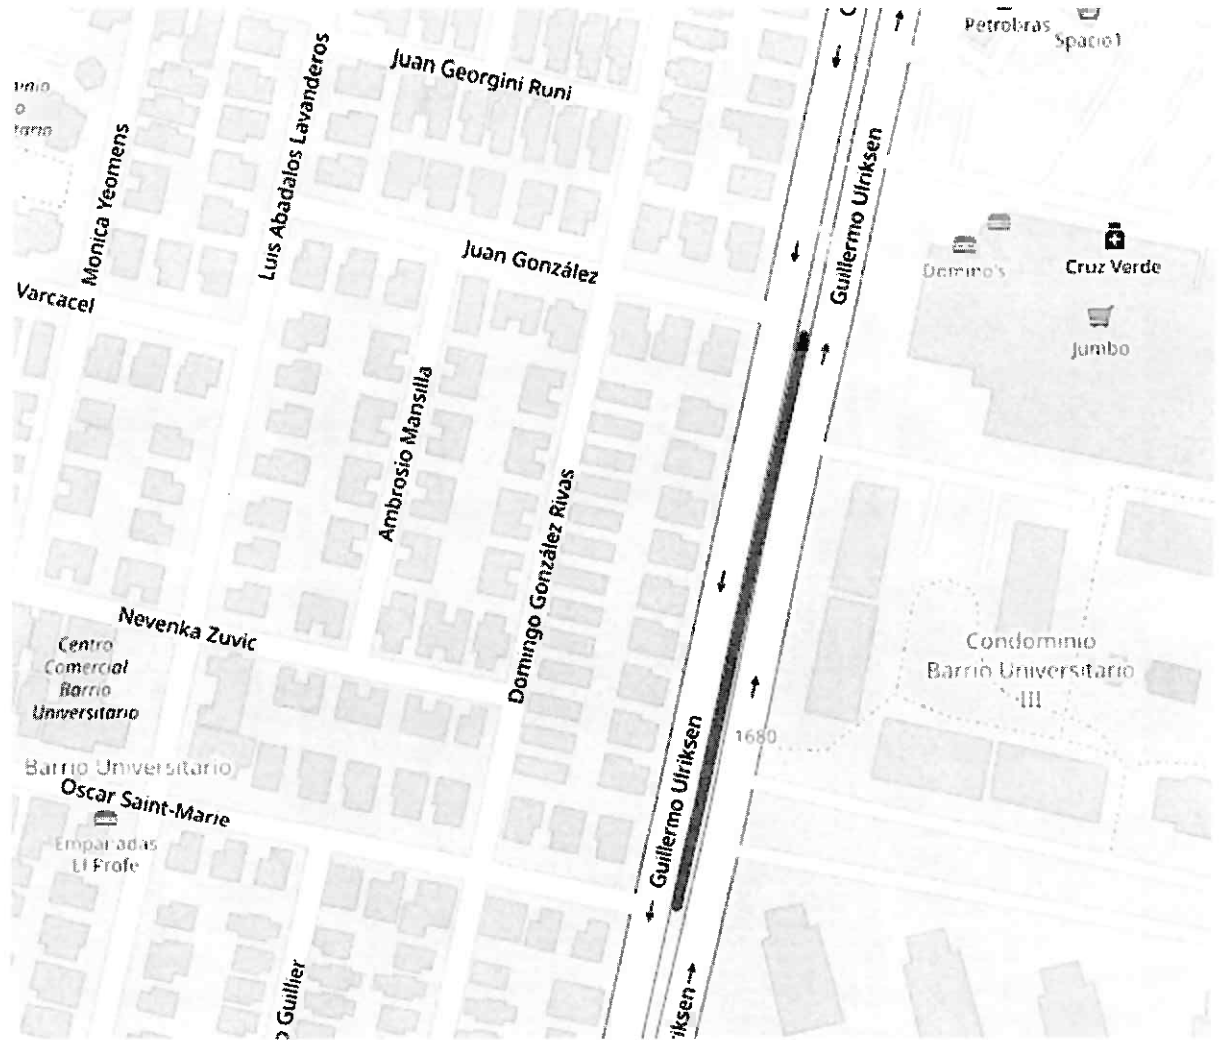 Petrobras
Spacio1
Juan Georgini Runi
Luis Abadalos Lavanderos
Monica Yeomens
Guillermo Ulriksen
Juan González
Domino's
Cruz Verde
Varcacel
Jumbo
Ambrosio Mansilla
Domingo González Rivas
Nevenka Zuvic
Centro
Comercial
Barrio
Universitario
Condominio
Barrio Universitario
III
1680
Guillermo Ulriksen
Barrio Universitario
Oscar Saint-Marie
Empanadas
El Profe
Guillier
riksen